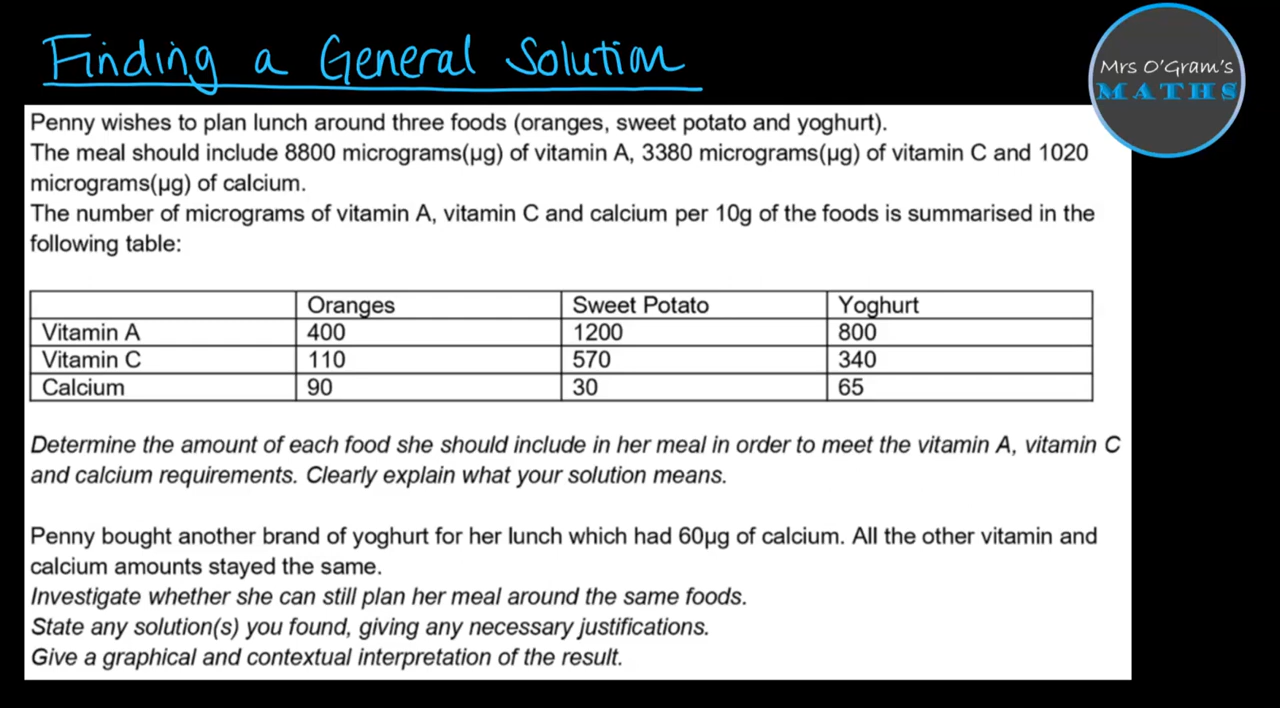 Finding a General Solution
Mrs O'Gram's
MATHS
Penny wishes to plan lunch around three foods (oranges, sweet potato and yoghurt).
The meal should include 8800 micrograms(µg) of vitamin A, 3380 micrograms(µg) of vitamin C and 1020
micrograms(µg) of calcium.
The number of micrograms of vitamin A, vitamin C and calcium per 10g of the foods is summarised in the
following table:
Oranges Sweet Potato Yoghurt
Vitamin A 400 1200 800
Vitamin C 110 570 340
Calcium 90 30 65
Determine the amount of each food she should include in her meal in order to meet the vitamin A, vitamin C
and calcium requirements. Clearly explain what your solution means.
Penny bought another brand of yoghurt for her lunch which had 60µg of calcium. All the other vitamin and
calcium amounts stayed the same.
Investigate whether she can still plan her meal around the same foods.
State any solution(s) you found, giving any necessary justifications.
Give a graphical and contextual interpretation of the result.